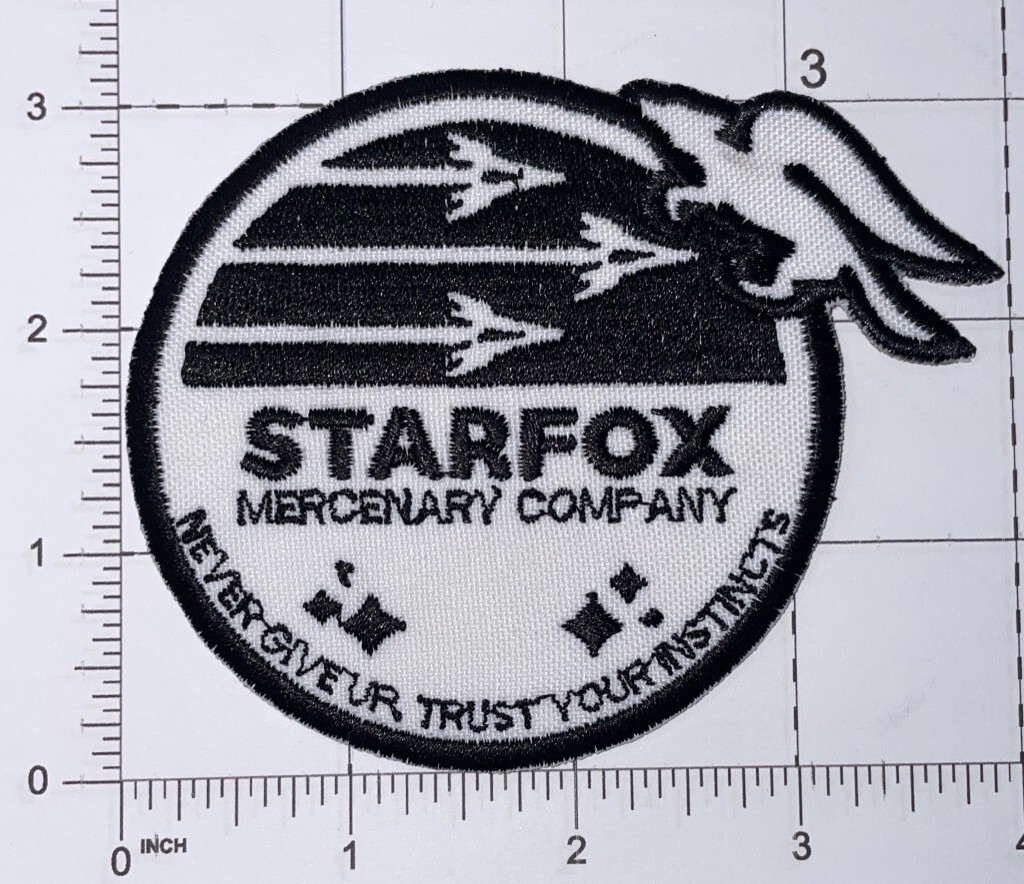 3
3
2
1
0
STARFOX
MERCENARY COMPANY
NEVER GIVE UP. TRUST YOUR INSTINCTS
0 INCH 1 2 3 4